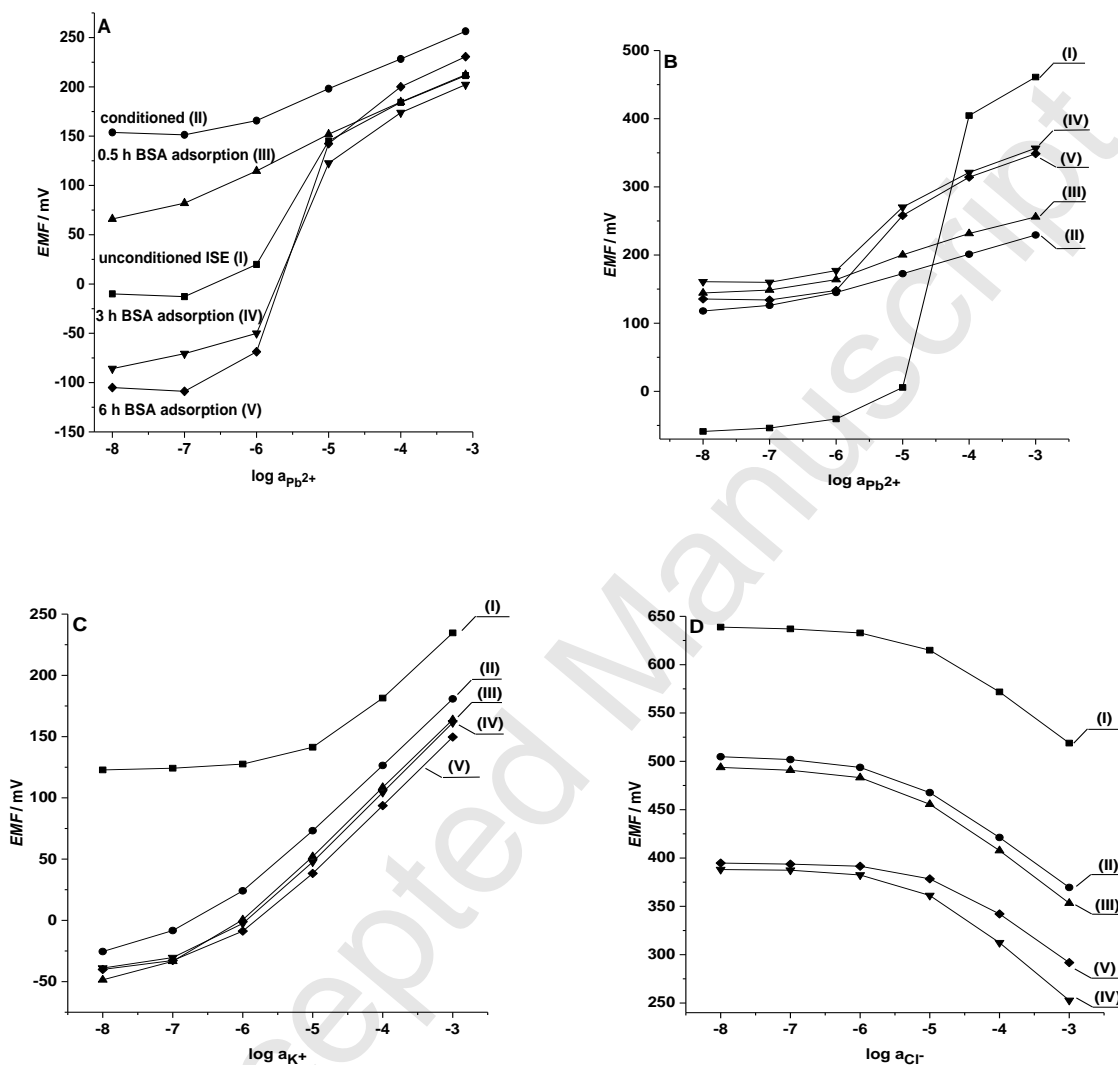 A
250
200
150
100
50
0
-50
-100
-150
EMF / mV
conditioned (II)
0.5 h BSA adsorption (III)
unconditioned ISE (I)
3 h BSA adsorption (IV)
6 h BSA adsorption (V)
-8 -7 -6 -5 -4 -3
log aPb2+
B
500
400
300
200
100
0
EMF / mV
(I)
(IV)
(V)
(III)
(II)
-8 -7 -6 -5 -4 -3
log aPb2+
C
250
200
150
100
50
0
-50
EMF / mV
(I)
(II)
(III)
(IV)
(V)
-8 -7 -6 -5 -4 -3
log aK+
D
650
600
550
500
450
400
350
300
250
EMF / mV
(I)
(II)
(III)
(V)
(IV)
-8 -7 -6 -5 -4 -3
log aCl-
cepted Manuscript